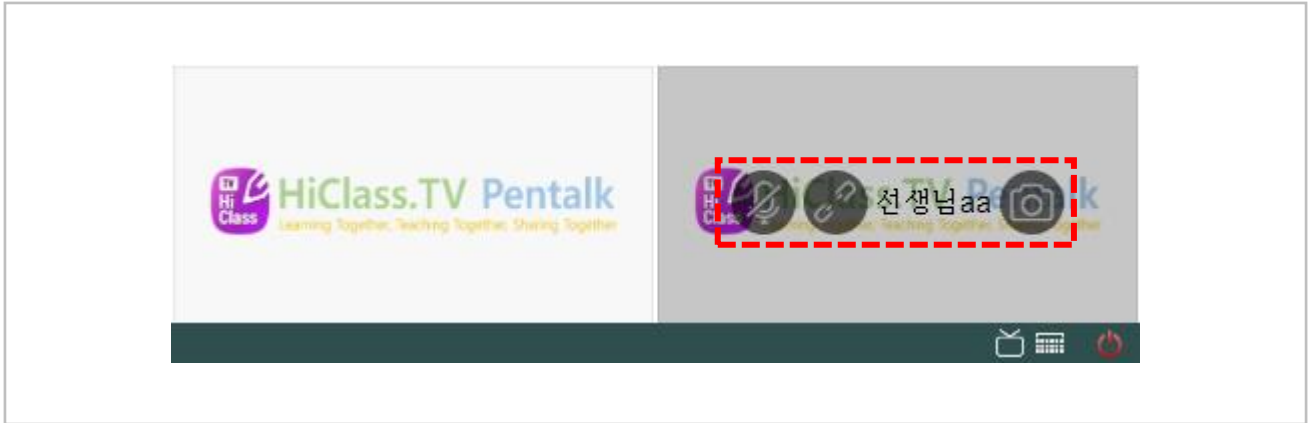 TV
Hi
Class
HiClass.TV Pentalk
Learning Together, Teaching Together, Sharing Together
선생님aa